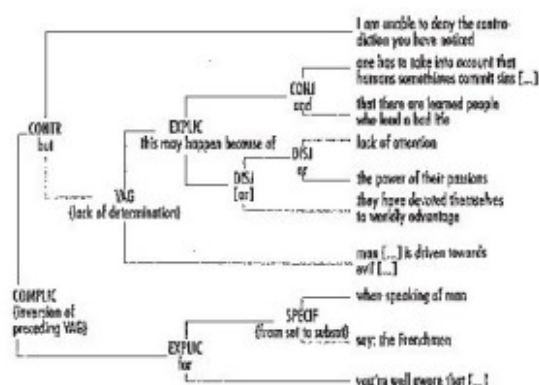 I am unable to deny the contra-
diction you have noticed
one has to take into account that
humans somethimes commit sins [...]
CONJ
and
that there are learned people
who lead a bad life
EXPLIC
this may happen because of
CONTR
but
lack of attention
DISJ
or
the power of their passions
DISJ
[or]
they have devoted themselves
to worldly advantage
VAG
(lack of determination)
man [...] is driven towards
evil [...]
COMPLIC
(inversion of
preceding VAG)
when speaking of man
SPECIF
(from set to subset)
say: the Frenchman
EXPLIC
for
you're well aware that [...]